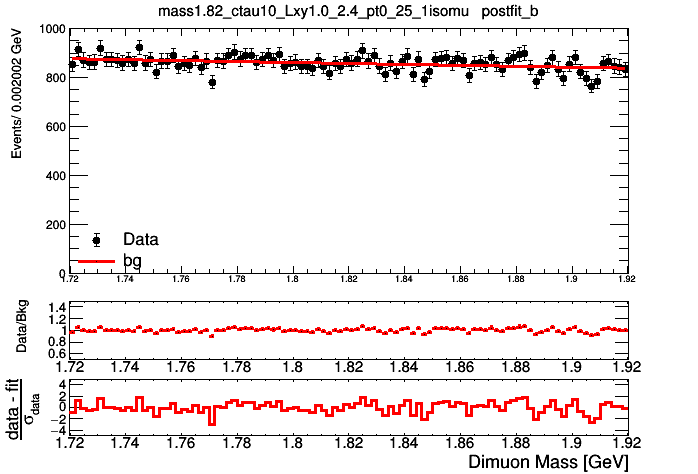 mass1.82_ctau10_Lxy1.0_2.4_pt0_25_1isomu postfit_b
Events/ 0.002002 GeV
1000
800
600
400
200
0
Data
bg
1.72 1.74 1.76 1.78 1.8 1.82 1.84 1.86 1.88 1.9 1.92
Data/Bkg
1.4
1.2
1
0.8
0.6
1.72 1.74 1.76 1.78 1.8 1.82 1.84 1.86 1.88 1.9 1.92
data - fit
σdata
4
2
0
−2
−4
1.72 1.74 1.76 1.78 1.8 1.82 1.84 1.86 1.88 1.9 1.92
Dimuon Mass [GeV]